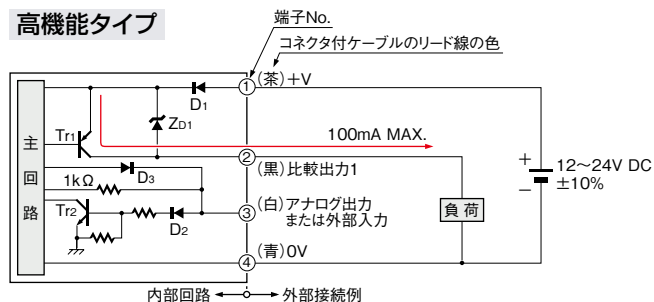 高機能タイプ
端子No.
コネクタ付ケーブルのリード線の色
① (茶)+V
D1
ZD1
Tr1
100mA MAX.
主回路
②
(黒)比較出力1
D3
1kΩ
Tr2
D2
③ (白)アナログ出力
または外部入力
負荷
+
−
12～24V DC
±10%
④ (青)0V
内部回路 外部接続例